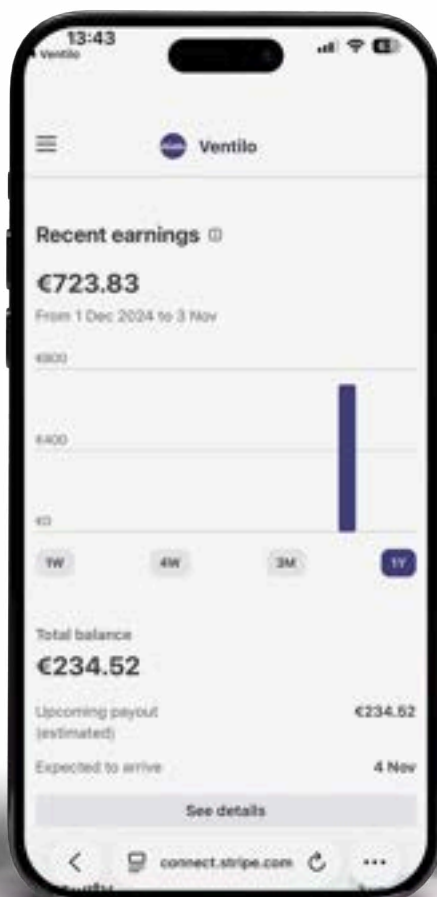 13:43
Ventilo
Ventilo
Recent earnings
€723.83
From 1 Dec 2024 to 3 Nov
€800
€400
€0
1W 4W 3M 1Y
Total balance
€234.52
Upcoming payout
(estimated)
€234.52
Expected to arrive
4 Nov
See details
connect.stripe.com